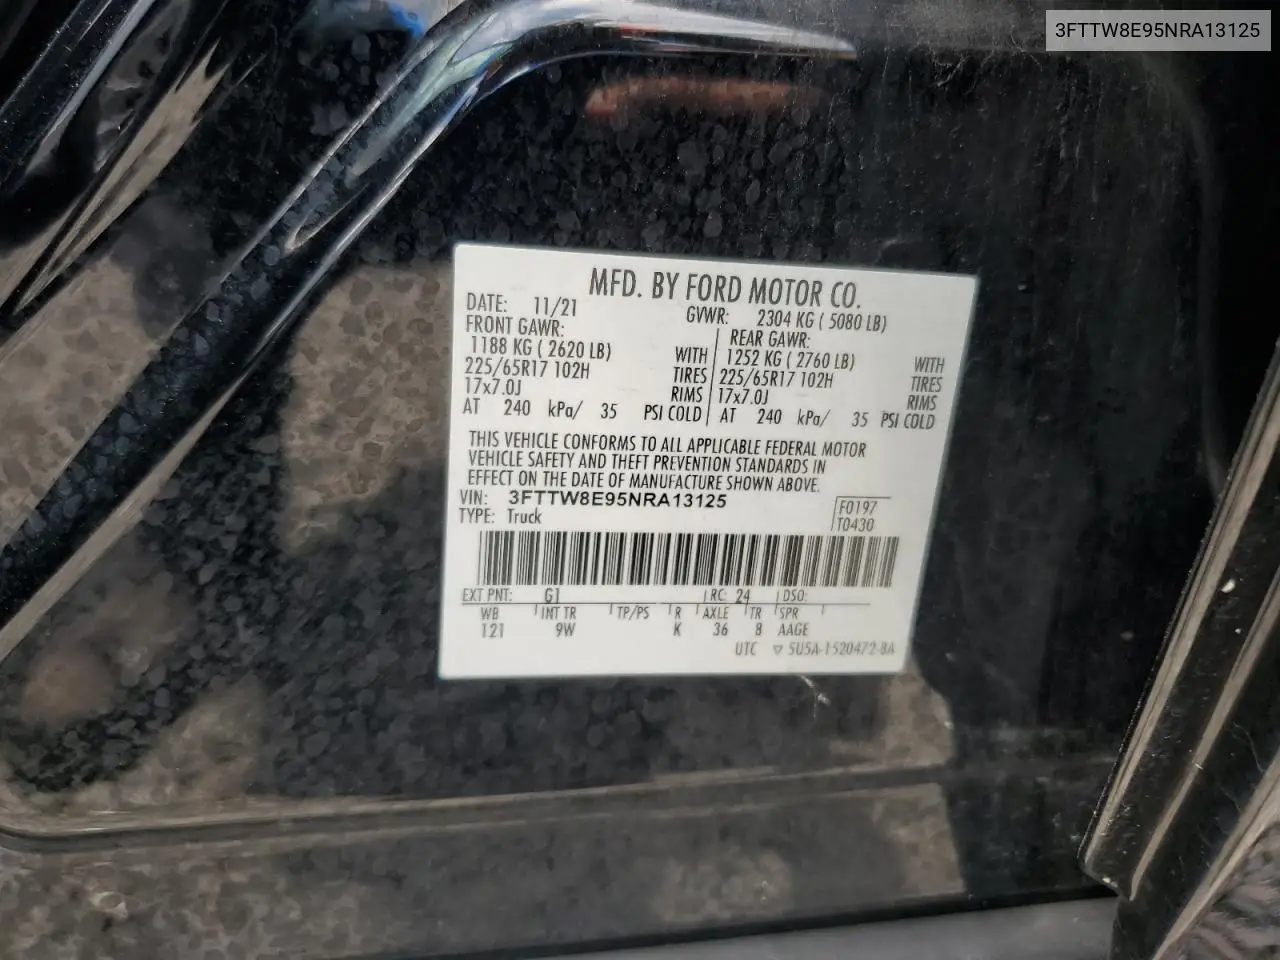 3FTTW8E95NRA13125
MFD. BY FORD MOTOR CO.
DATE: 11/21 GVWR: 2304 KG ( 5080 LB)
FRONT GAWR: REAR GAWR:
1188 KG ( 2620 LB) WITH 1252 KG ( 2760 LB) WITH
225/65R17 102H TIRES 225/65R17 102H TIRES
17x7.0J RIMS 17x7.0J RIMS
AT 240 kPa/ 35 PSI COLD AT 240 kPa/ 35 PSI COLD
THIS VEHICLE CONFORMS TO ALL APPLICABLE FEDERAL MOTOR
VEHICLE SAFETY AND THEFT PREVENTION STANDARDS IN
EFFECT ON THE DATE OF MANUFACTURE SHOWN ABOVE.
VIN: 3FTTW8E95NRA13125 F0197
TYPE: Truck T0430
EXT PNT: G1 RC: 24 DSO:
WB INT TR TP/PS R AXLE TR SPR
121 9W K 36 8 AAGE
UTC ▽ 5U5A-1520472-BA